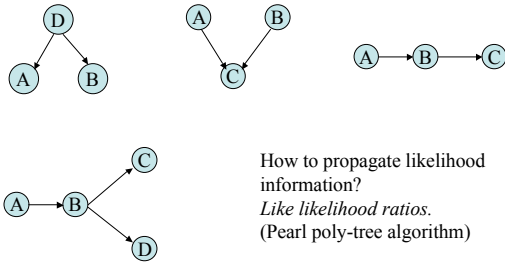 D
A B
A B
C
A B C
C
A B
D
How to propagate likelihood
information?
Like likelihood ratios.
(Pearl poly-tree algorithm)